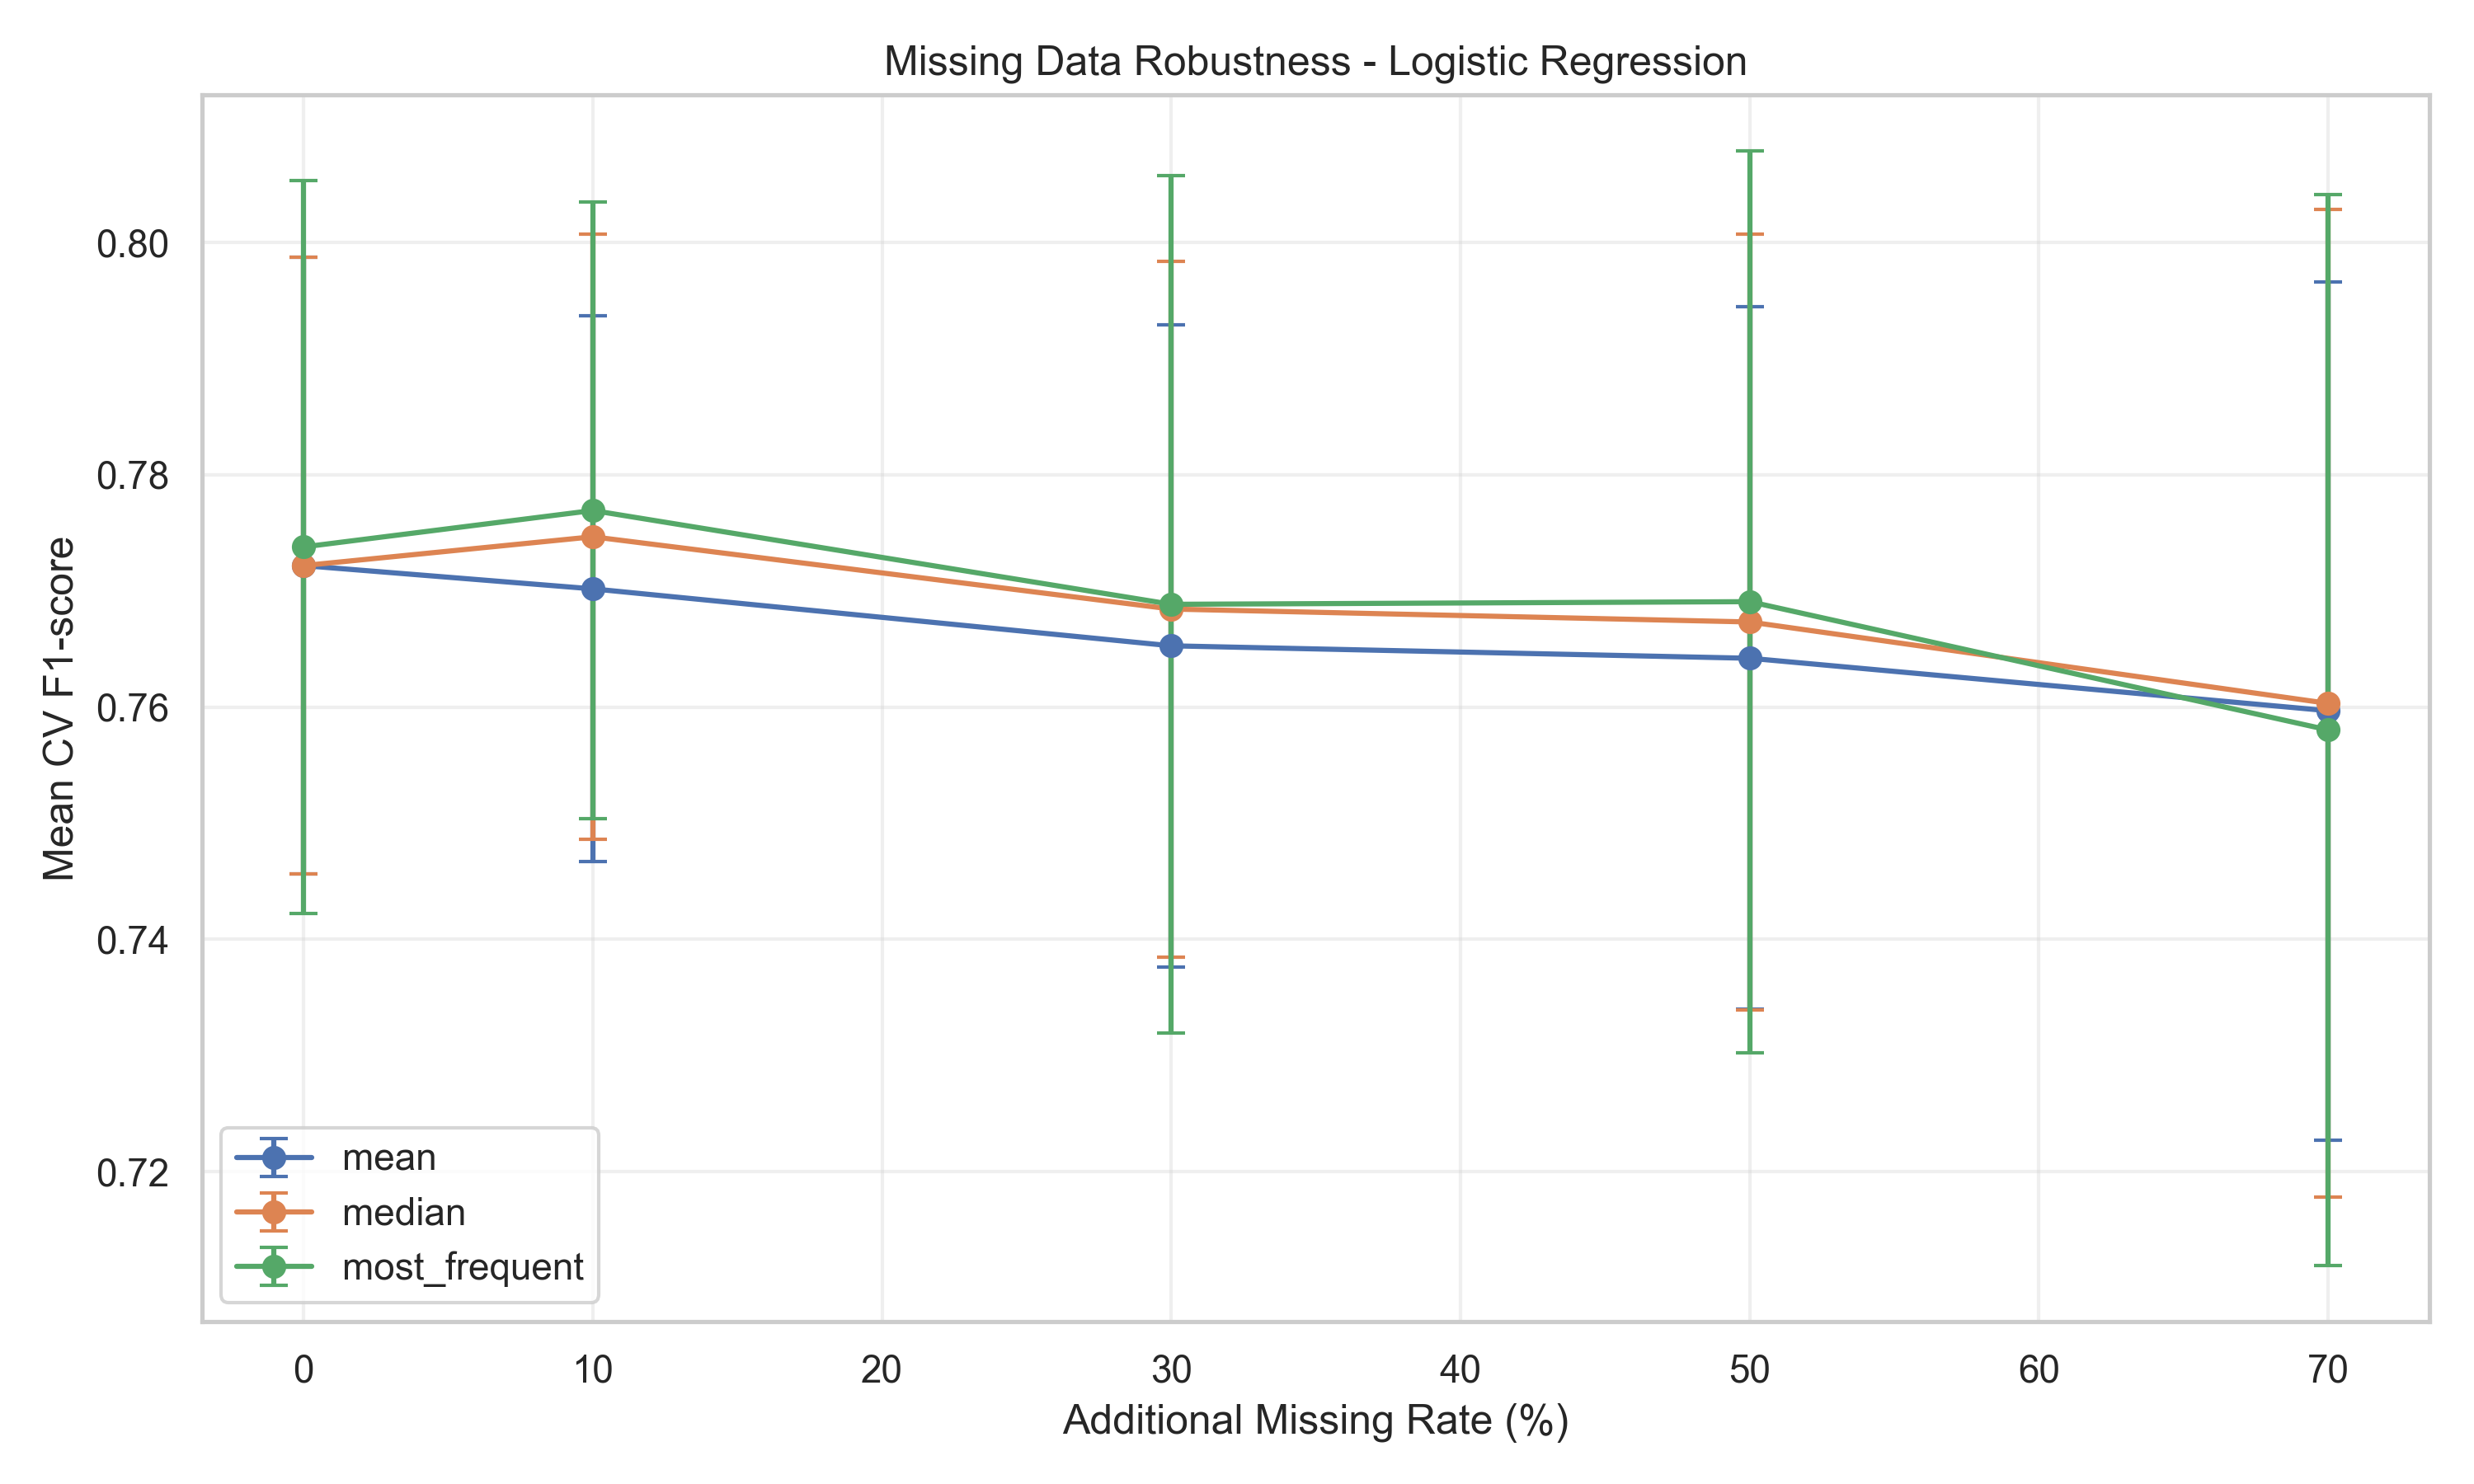 Missing Data Robustness - Logistic Regression
Mean CV F1-score
0.80
0.78
0.76
0.74
0.72
mean
median
most_frequent
0 10 20 30 40 50 60 70
Additional Missing Rate (%)